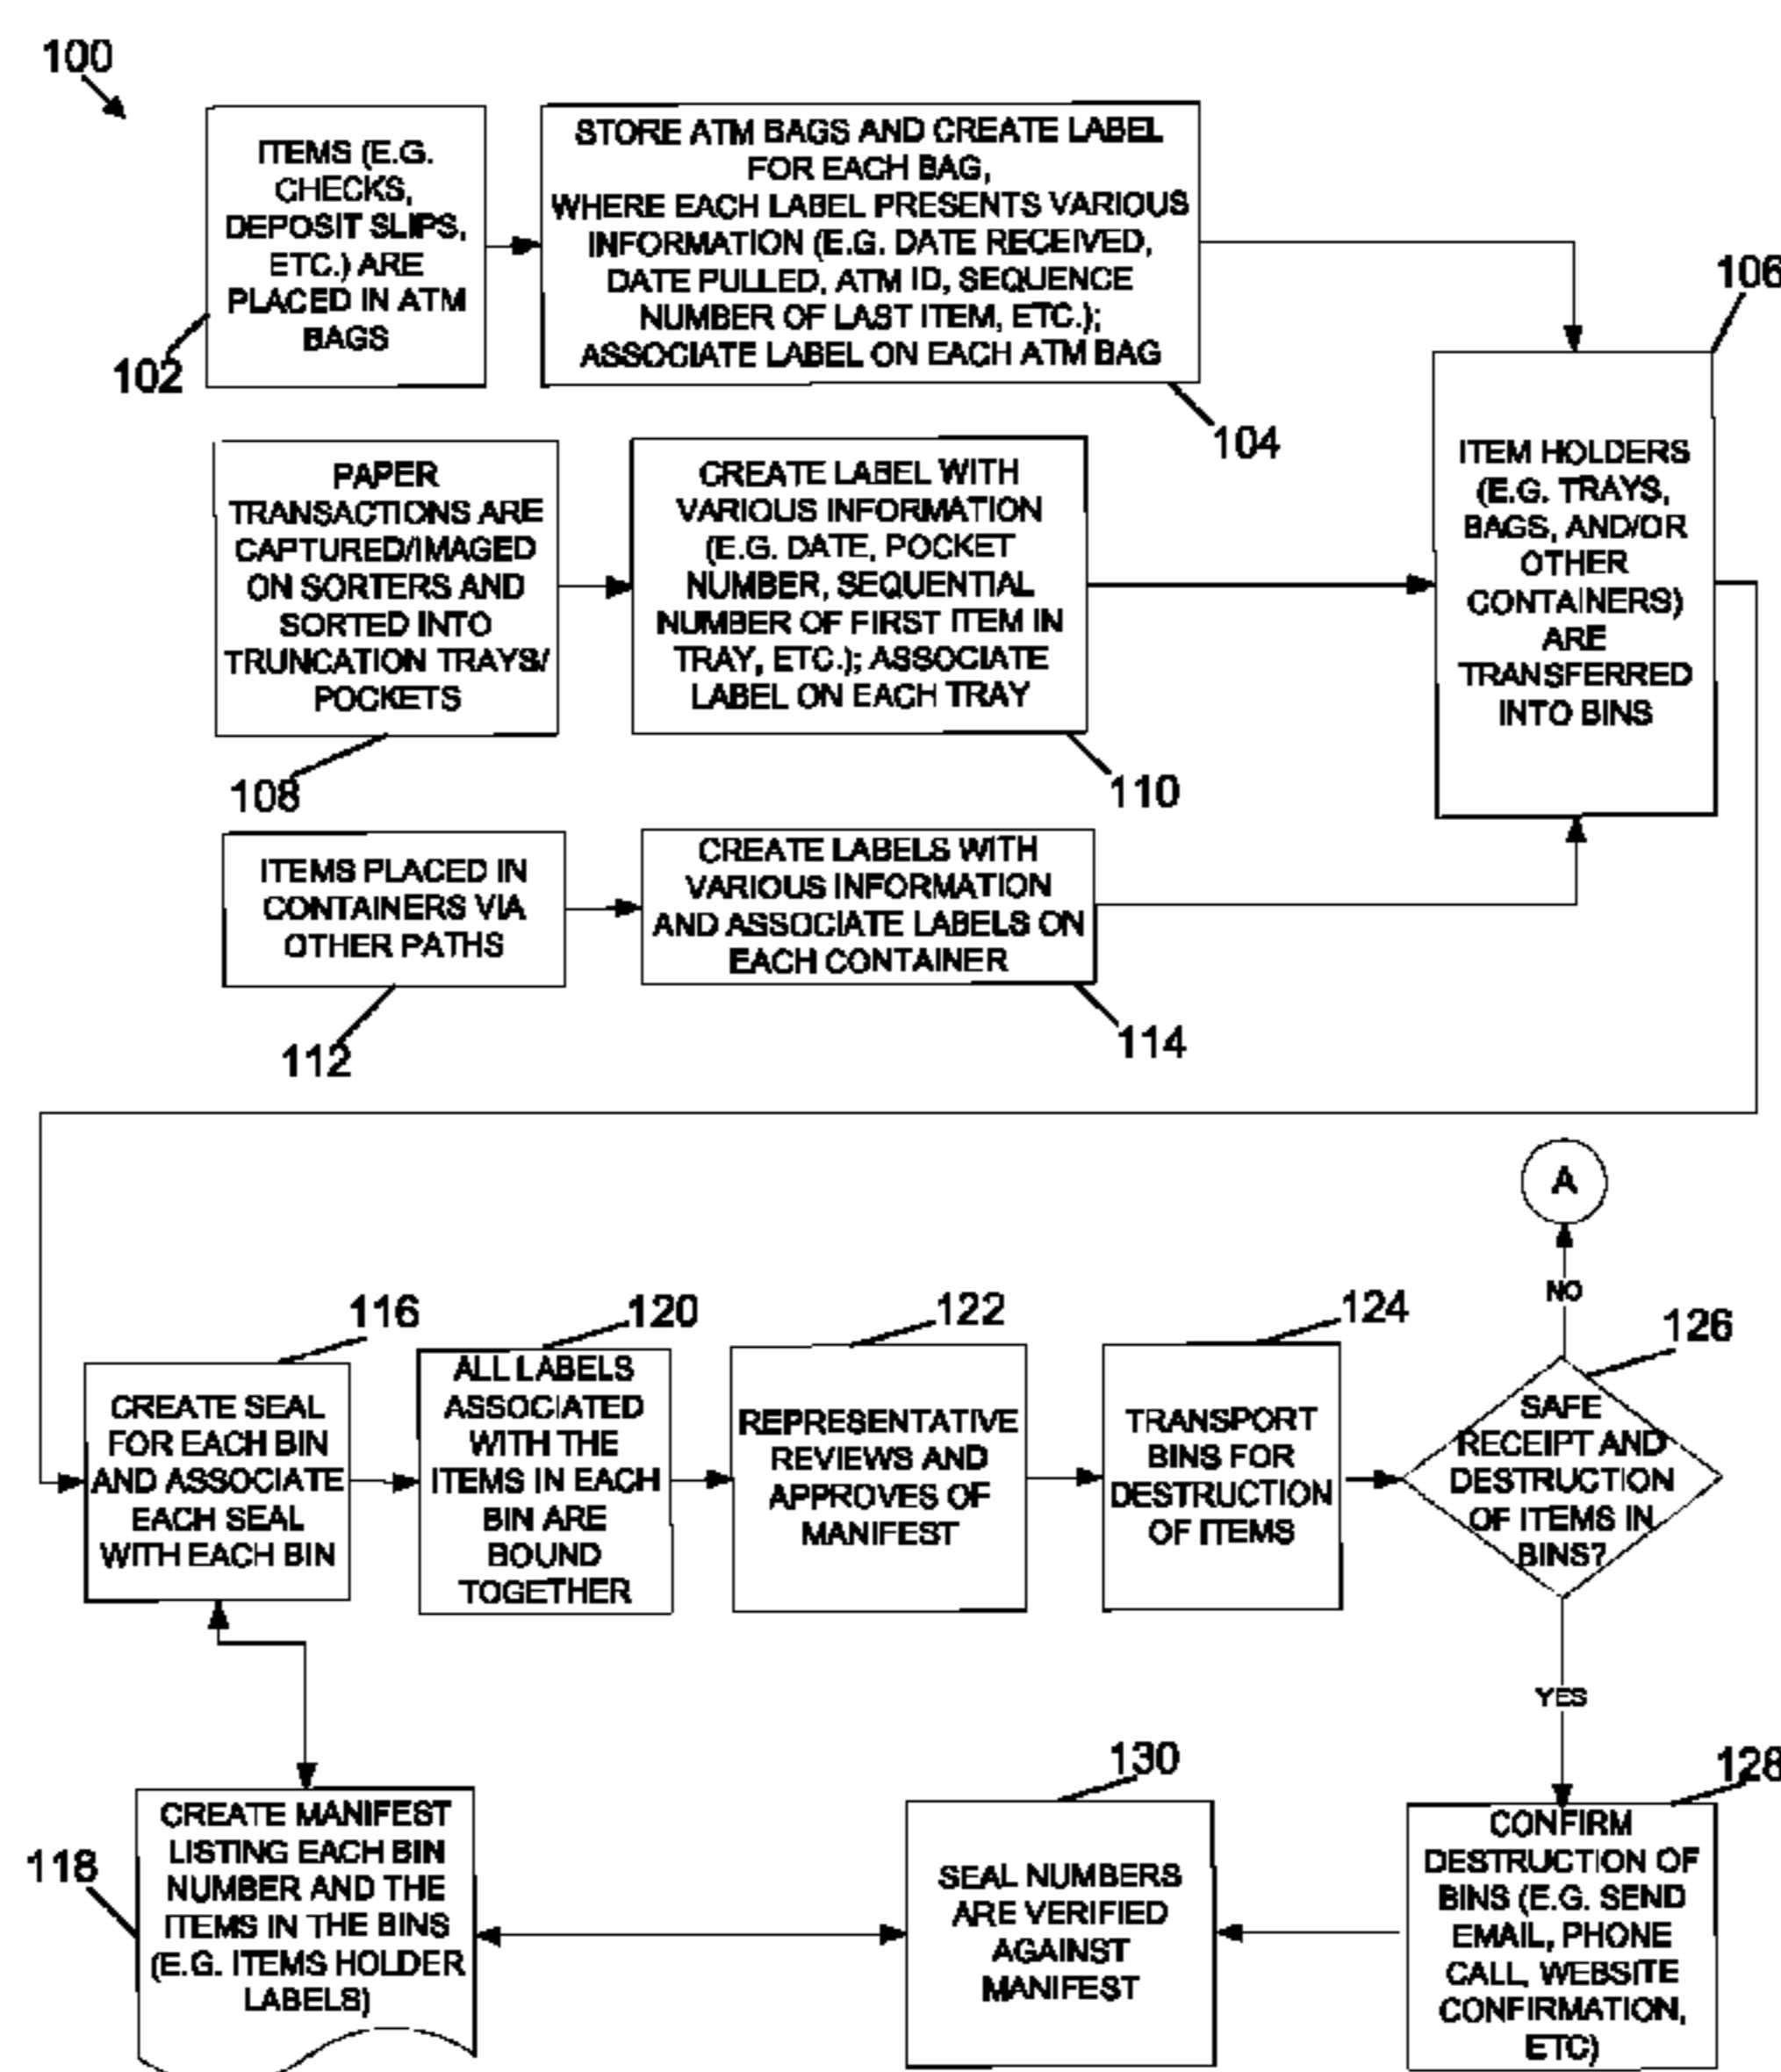 100
ITEMS (E.G.
CHECKS,
DEPOSIT SLIPS,
ETC.) ARE
PLACED IN ATM
BAGS
102
STORE ATM BAGS AND CREATE LABEL
FOR EACH BAG,
WHERE EACH LABEL PRESENTS VARIOUS
INFORMATION (E.G. DATE RECEIVED,
DATE PULLED, ATM ID, SEQUENCE
NUMBER OF LAST ITEM, ETC.);
ASSOCIATE LABEL ON EACH ATM BAG
104
106
ITEM HOLDERS
(E.G. TRAYS,
BAGS, AND/OR
OTHER
CONTAINERS)
ARE
TRANSFERRED
INTO BINS
PAPER
TRANSACTIONS ARE
CAPTURED/IMAGED
ON SORTERS AND
SORTED INTO
TRUNCATION TRAYS/
POCKETS
108
CREATE LABEL WITH
VARIOUS INFORMATION
(E.G. DATE, POCKET
NUMBER, SEQUENTIAL
NUMBER OF FIRST ITEM IN
TRAY, ETC.); ASSOCIATE
LABEL ON EACH TRAY
110
ITEMS PLACED IN
CONTAINERS VIA
OTHER PATHS
112
CREATE LABELS WITH
VARIOUS INFORMATION
AND ASSOCIATE LABELS ON
EACH CONTAINER
114
116
CREATE SEAL
FOR EACH BIN
AND ASSOCIATE
EACH SEAL
WITH EACH BIN
120
ALL LABELS
ASSOCIATED
WITH THE
ITEMS IN EACH
BIN ARE
BOUND
TOGETHER
122
REPRESENTATIVE
REVIEWS AND
APPROVES OF
MANIFEST
124
TRANSPORT
BINS FOR
DESTRUCTION
OF ITEMS
A
NO
126
SAFE
RECEIPT AND
DESTRUCTION
OF ITEMS IN
BINS?
YES
118
CREATE MANIFEST
LISTING EACH BIN
NUMBER AND THE
ITEMS IN THE BINS
(E.G. ITEMS HOLDER
LABELS)
130
SEAL NUMBERS
ARE VERIFIED
AGAINST
MANIFEST
128
CONFIRM
DESTRUCTION OF
BINS (E.G. SEND
EMAIL, PHONE
CALL, WEBSITE
CONFIRMATION,
ETC)